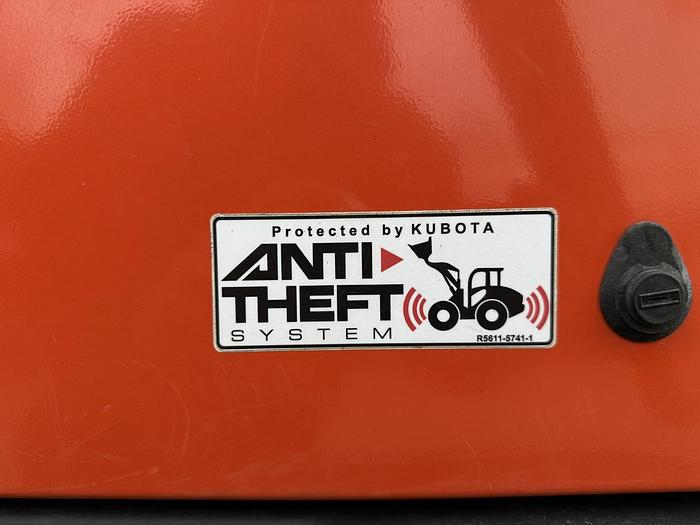 Protected by KUBOTA
ANTI
THEFT
SYSTEM
R5611-5741-1